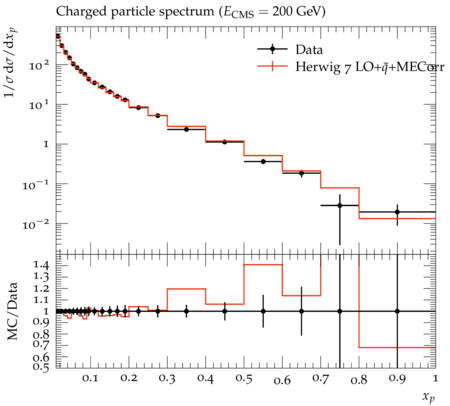 Charged particle spectrum (E_CMS = 200 GeV)
1/σ dσ/dx_p
10²
10¹
1
10⁻¹
10⁻²
Data
Herwig 7 LO+q̃+MECorr
MC/Data
1.4
1.3
1.2
1.1
1
0.9
0.8
0.7
0.6
0.5
0.1 0.2 0.3 0.4 0.5 0.6 0.7 0.8 0.9 1
x_p